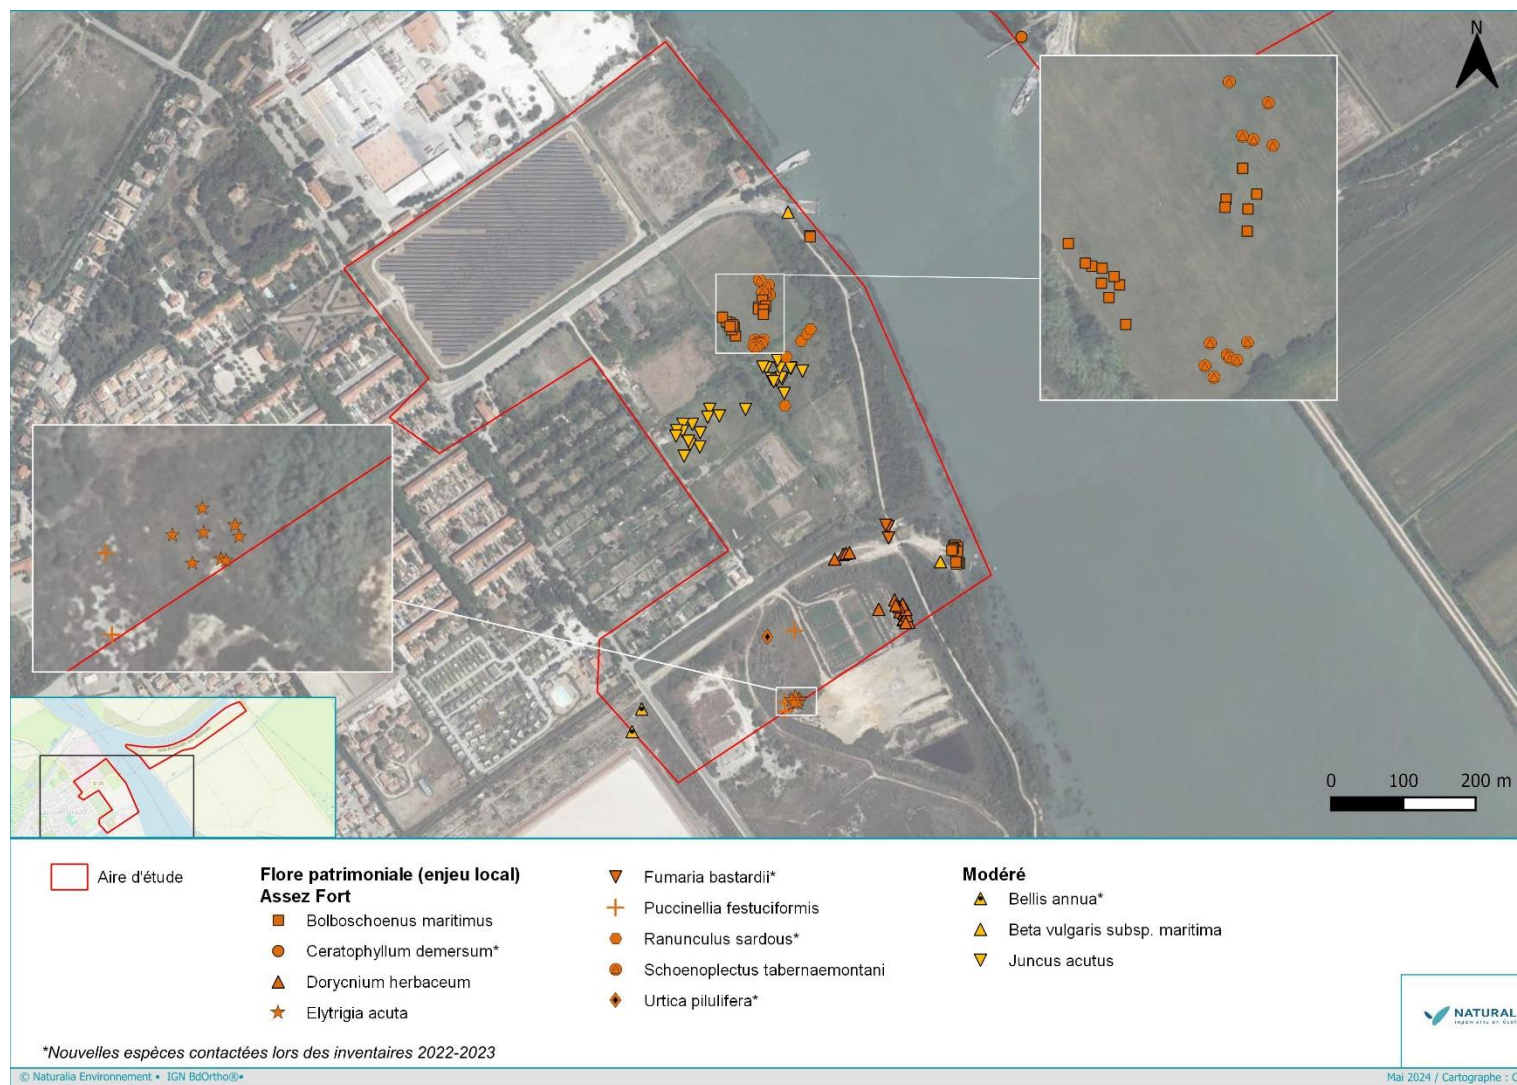 N
0 100 200 m
Aire d'étude
Flore patrimoniale (enjeu local)
Assez Fort
Bolboschoenus maritimus
Ceratophyllum demersum*
Dorycnium herbaceum
Elytrigia acuta
Fumaria bastardii*
Puccinellia festuciformis
Ranunculus sardous*
Schoenoplectus tabernaemontani
Urtica pilulifera*
Modéré
Bellis annua*
Beta vulgaris subsp. maritima
Juncus acutus
*Nouvelles espèces contactées lors des inventaires 2022-2023
NATURAL
© Naturalia Environnement • IGN BdOrtho®•
Mai 2024 / Cartographe : C